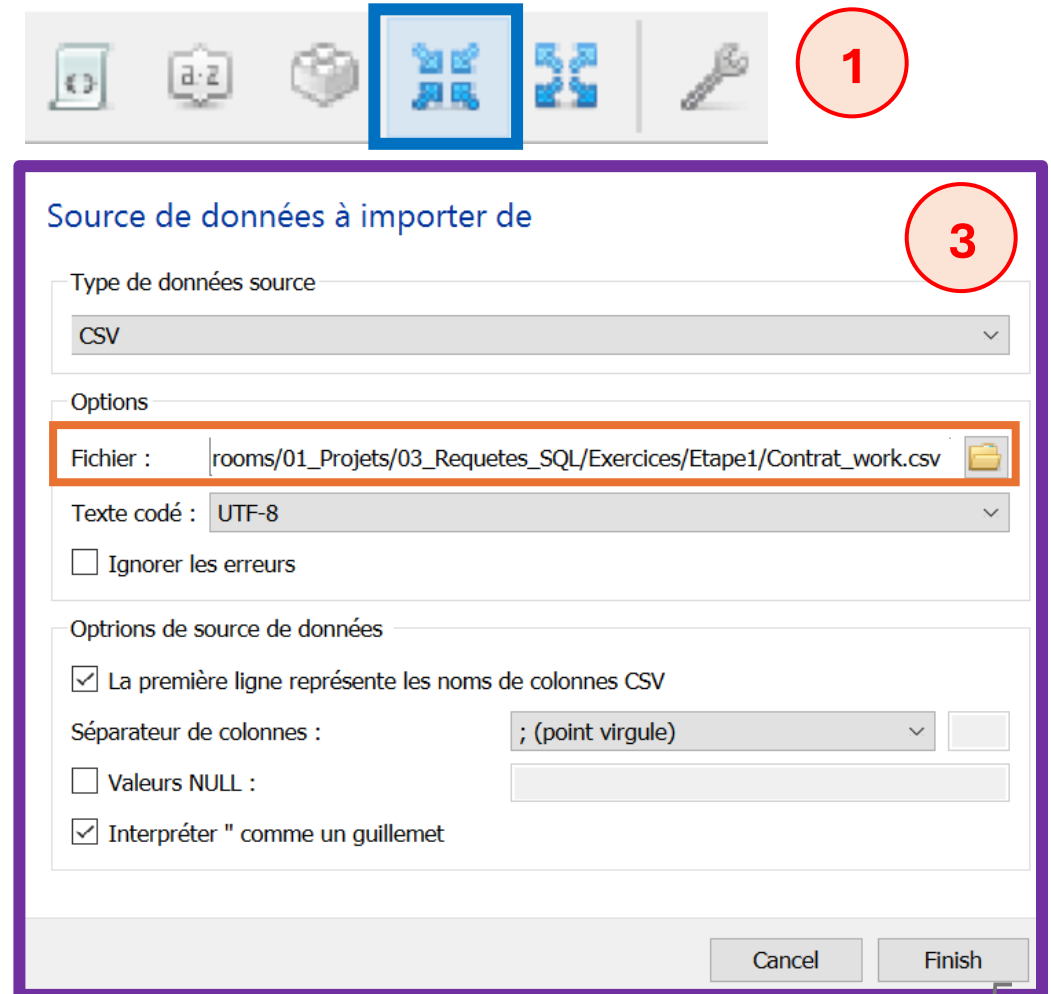 a·z
1
Source de données à importer de
3
Type de données source
CSV
Options
Fichier : rooms/01_Projets/03_Requetes_SQL/Exercices/Etape1/Contrat_work.csv
Texte codé : UTF-8
Ignorer les erreurs
Optrions de source de données
La première ligne représente les noms de colonnes CSV
Séparateur de colonnes : ; (point virgule)
Valeurs NULL :
Interpréter " comme un guillemet
Cancel Finish